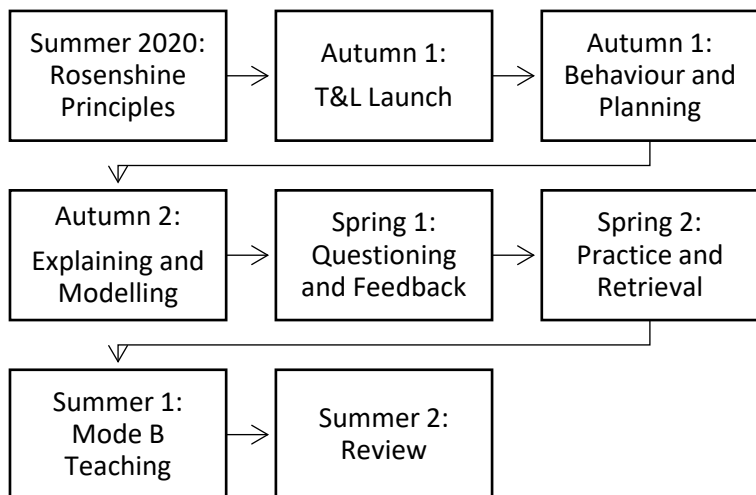 Summer 2020:
Rosenshine
Principles
Autumn 1:
T&L Launch
Autumn 1:
Behaviour and
Planning
Autumn 2:
Explaining and
Modelling
Spring 1:
Questioning
and Feedback
Spring 2:
Practice and
Retrieval
Summer 1:
Mode B
Teaching
Summer 2:
Review